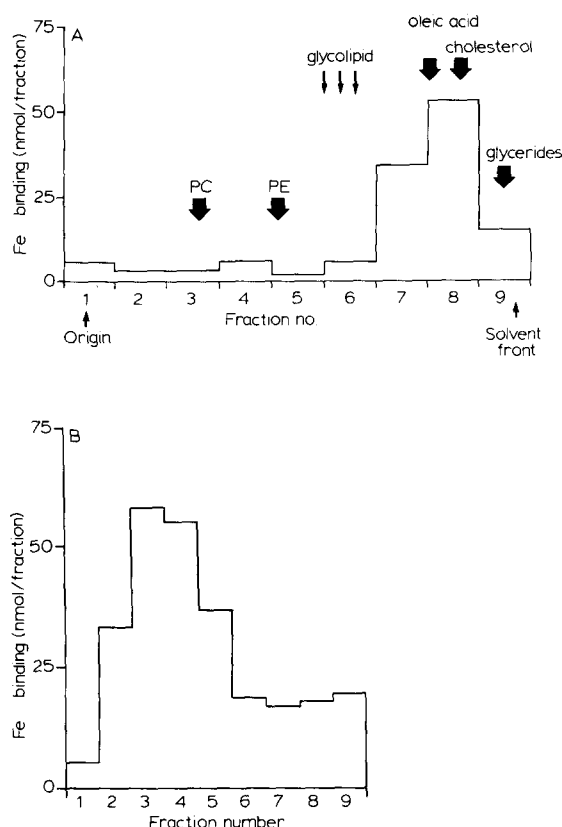 A
75
50
25
0
Fe binding (nmol/fraction)
oleic acid
glycolipid
cholesterol
glycerides
PC
PE
1 2 3 4 5 6 7 8 9
Fraction no
Origin
Solvent
front
B
75
50
25
0
Fe binding (nmol/fraction)
1 2 3 4 5 6 7 8 9
Fraction number